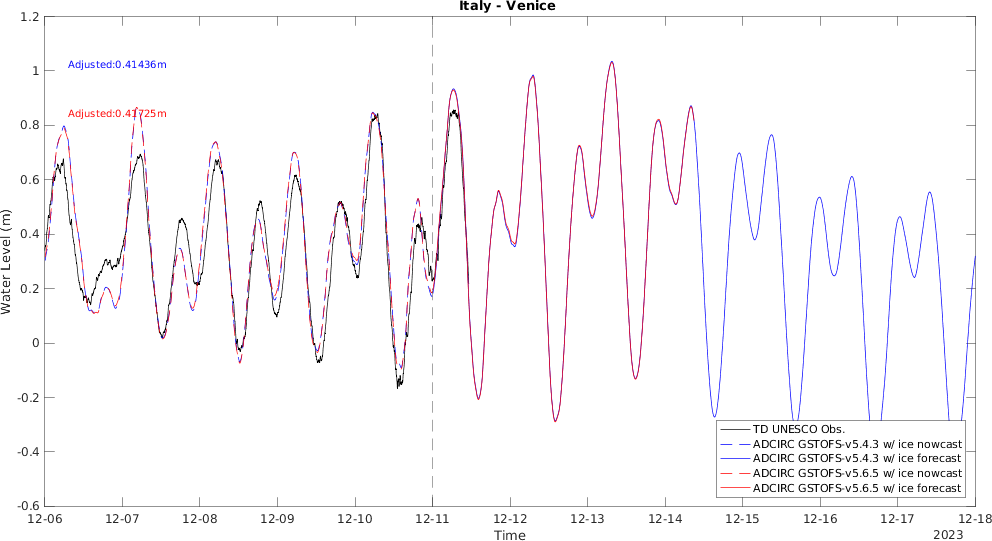 Italy - Venice
1.2
1
0.8
0.6
0.4
0.2
0
-0.2
-0.4
-0.6
Water Level (m)
Adjusted:0.41436m
Adjusted:0.41725m
TD UNESCO Obs.
ADCIRC GSTOFS-v5.4.3 w/ ice nowcast
ADCIRC GSTOFS-v5.4.3 w/ ice forecast
ADCIRC GSTOFS-v5.6.5 w/ ice nowcast
ADCIRC GSTOFS-v5.6.5 w/ ice forecast
12-06 12-07 12-08 12-09 12-10 12-11 12-12 12-13 12-14 12-15 12-16 12-17 12-18
Time
2023